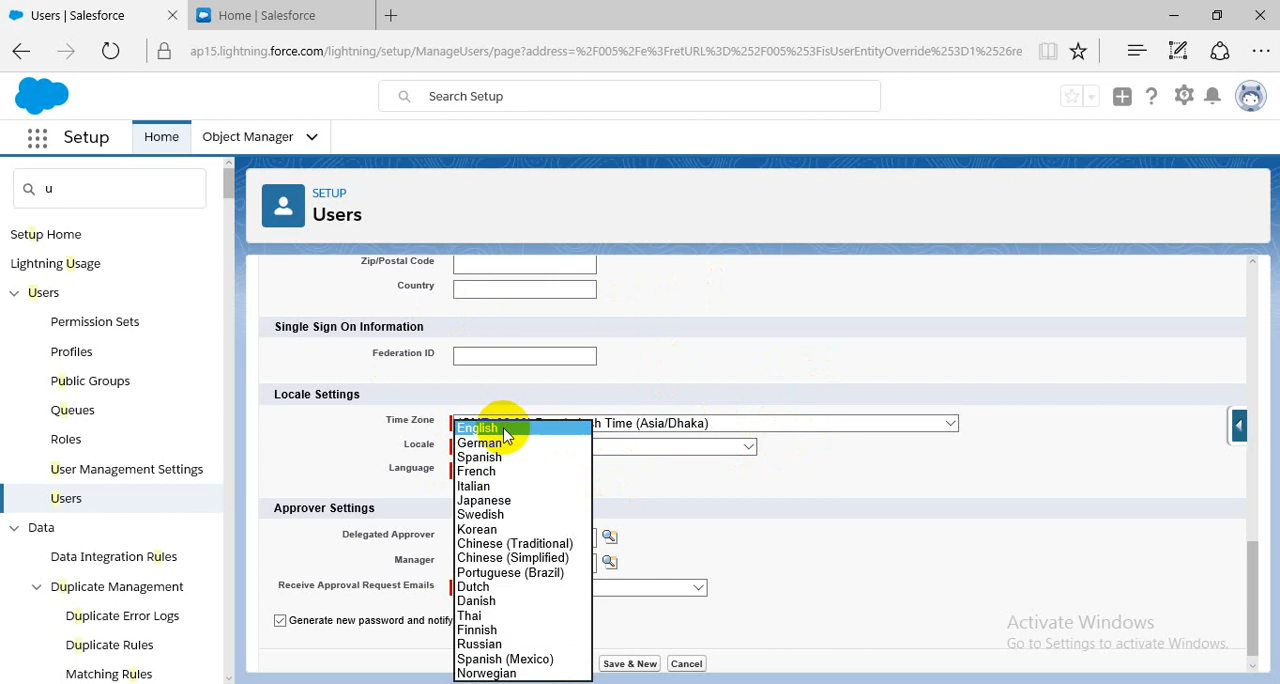 Users | Salesforce
Home | Salesforce
ap15.lightning.force.com/lightning/setup/ManageUsers/page?address=%2F005%2Fe%3FretURL%3D%252F005%253FisUserEntityOverride%253D1%2526re
Search Setup
Setup
Home
Object Manager
u
Setup Home
Lightning Usage
Users
Permission Sets
Profiles
Public Groups
Queues
Roles
User Management Settings
Users
Data
Data Integration Rules
Duplicate Management
Duplicate Error Logs
Duplicate Rules
Matching Rules
SETUP
Users
Zip/Postal Code
Country
Single Sign On Information
Federation ID
Locale Settings
Time Zone
Time (Asia/Dhaka)
Locale
Language
English
German
Spanish
French
Italian
Japanese
Swedish
Korean
Chinese (Traditional)
Chinese (Simplified)
Portuguese (Brazil)
Dutch
Danish
Thai
Finnish
Russian
Spanish (Mexico)
Norwegian
Approver Settings
Delegated Approver
Manager
Receive Approval Request Emails
Generate new password and notify
Save & New
Cancel
Activate Windows
Go to Settings to activate Windows.